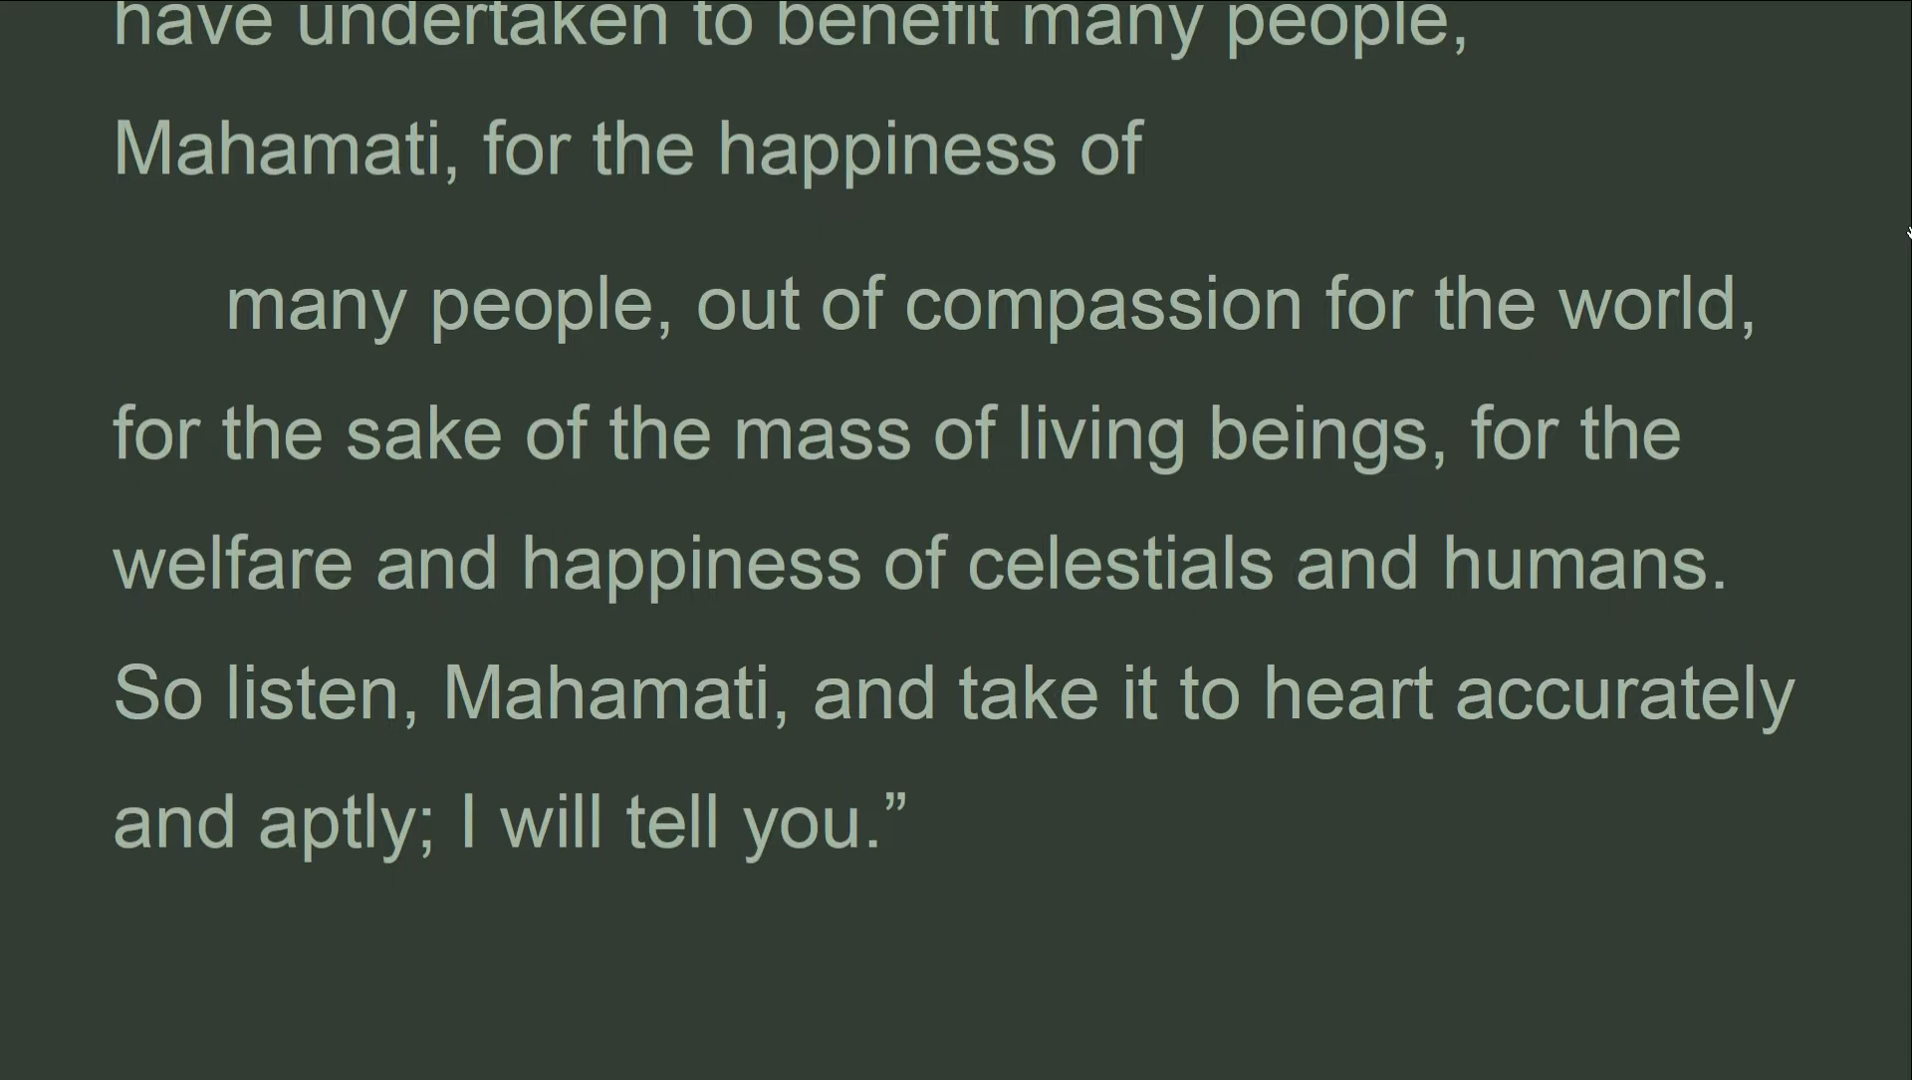 have undertaken to benefit many people,
Mahamati, for the happiness of
many people, out of compassion for the world,
for the sake of the mass of living beings, for the
welfare and happiness of celestials and humans.
So listen, Mahamati, and take it to heart accurately
and aptly; I will tell you.”